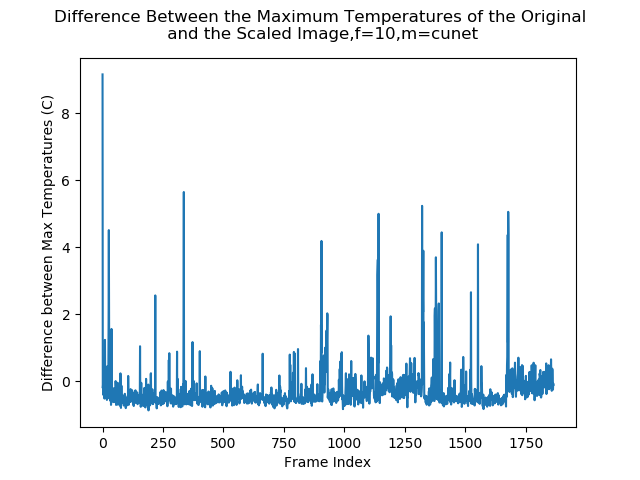 Difference Between the Maximum Temperatures of the Original
and the Scaled Image,f=10,m=cunet
Difference between Max Temperatures (C)
8
6
4
2
0
0 250 500 750 1000 1250 1500 1750
Frame Index